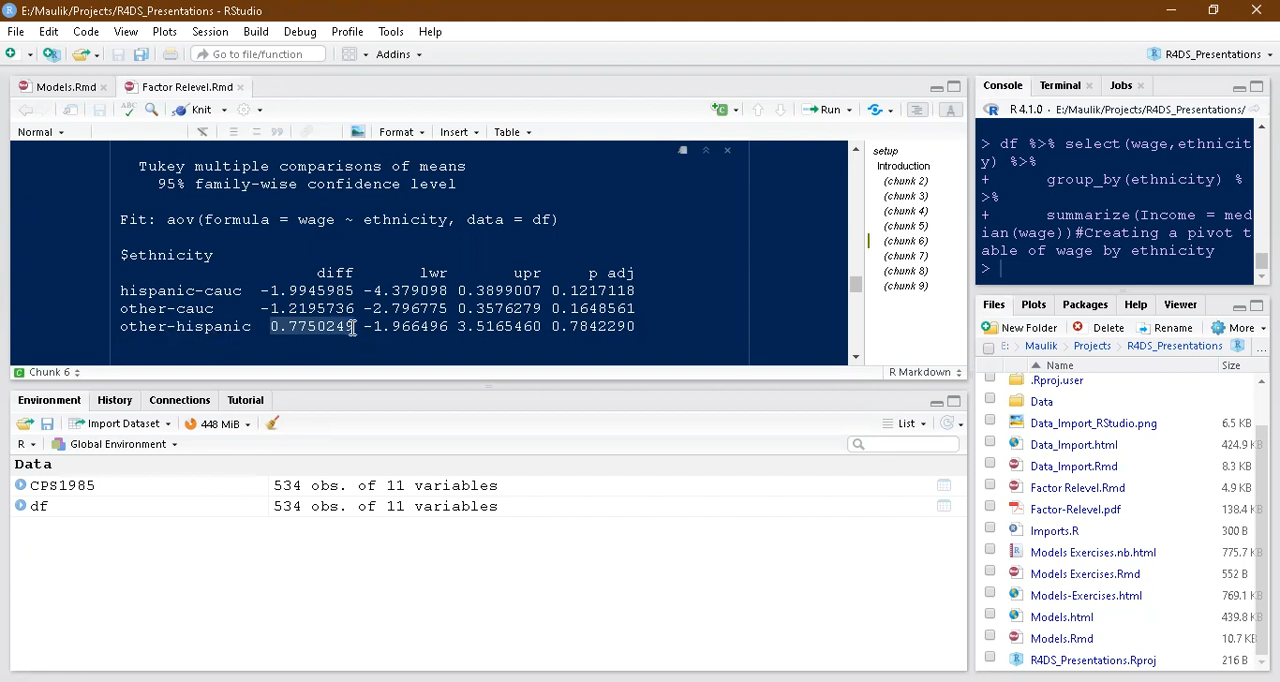 E:/Maulik/Projects/R4DS_Presentations - RStudio
File Edit Code View Plots Session Build Debug Profile Tools Help
Go to file/function Addins R4DS_Presentations
Models.Rmd Factor Relevel.Rmd
Knit Run
Normal Format Insert Table
Tukey multiple comparisons of means
95% family-wise confidence level
Fit: aov(formula = wage ~ ethnicity, data = df)
$ethnicity
diff lwr upr p adj
hispanic-cauc -1.9945985 -4.379098 0.3899007 0.1217118
other-cauc -1.2195736 -2.796775 0.3576279 0.1648561
other-hispanic 0.7750249 -1.966496 3.5165460 0.7842290
setup
Introduction
(chunk 2)
(chunk 3)
(chunk 4)
(chunk 5)
(chunk 6)
(chunk 7)
(chunk 8)
(chunk 9)
Chunk 6 R Markdown
Environment History Connections Tutorial
Import Dataset 448 MiB List
R Global Environment
Data
CPS1985 534 obs. of 11 variables
df 534 obs. of 11 variables
Console Terminal Jobs
R 4.1.0 · E:/Maulik/Projects/R4DS_Presentations/
> df %>% select(wage,ethnicit
y) %>%
+ group_by(ethnicity) %
>%
+ summarize(Income = med
ian(wage))#Creating a pivot t
able of wage by ethnicity
>
Files Plots Packages Help Viewer
New Folder Delete Rename More
E: Maulik Projects R4DS_Presentations ...
Name Size
.Rproj.user
Data
Data_Import_RStudio.png 6.5 KB
Data_Import.html 424.9 KB
Data_Import.Rmd 8.3 KB
Factor Relevel.Rmd 4.9 KB
Factor-Relevel.pdf 138.4 KB
Imports.R 300 B
Models Exercises.nb.html 775.7 KB
Models Exercises.Rmd 552 B
Models-Exercises.html 769.1 KB
Models.html 439.8 KB
Models.Rmd 10.7 KB
R4DS_Presentations.Rproj 216 B